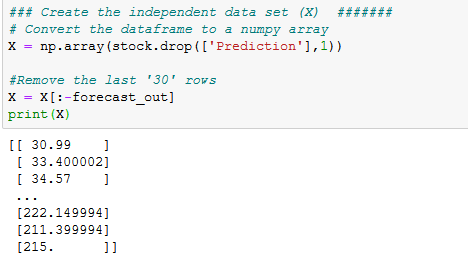 ### Create the independent data set (X)  #######
# Convert the dataframe to a numpy array
X = np.array(stock.drop(['Prediction'],1))
#Remove the last '30' rows
X = X[:-forecast_out]
print(X)
[[ 30.99    ]
 [ 33.400002]
 [ 34.57    ]
 ...
 [222.149994]
 [211.399994]
 [215.      ]]